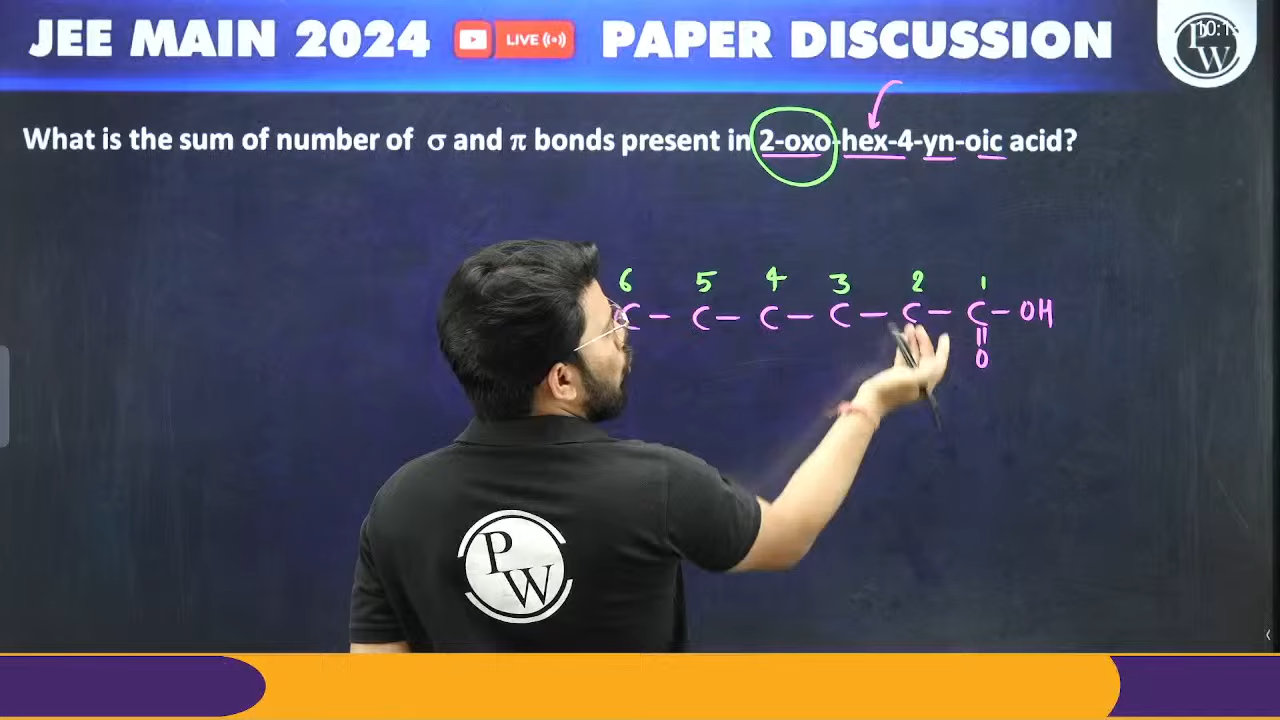 JEE MAIN 2024 LIVE PAPER DISCUSSION
PW
What is the sum of number of σ and π bonds present in 2-oxo-hex-4-yn-oic acid?
6 5 4 3 2 1
C - C - C - C - C - C - OH
O
PW